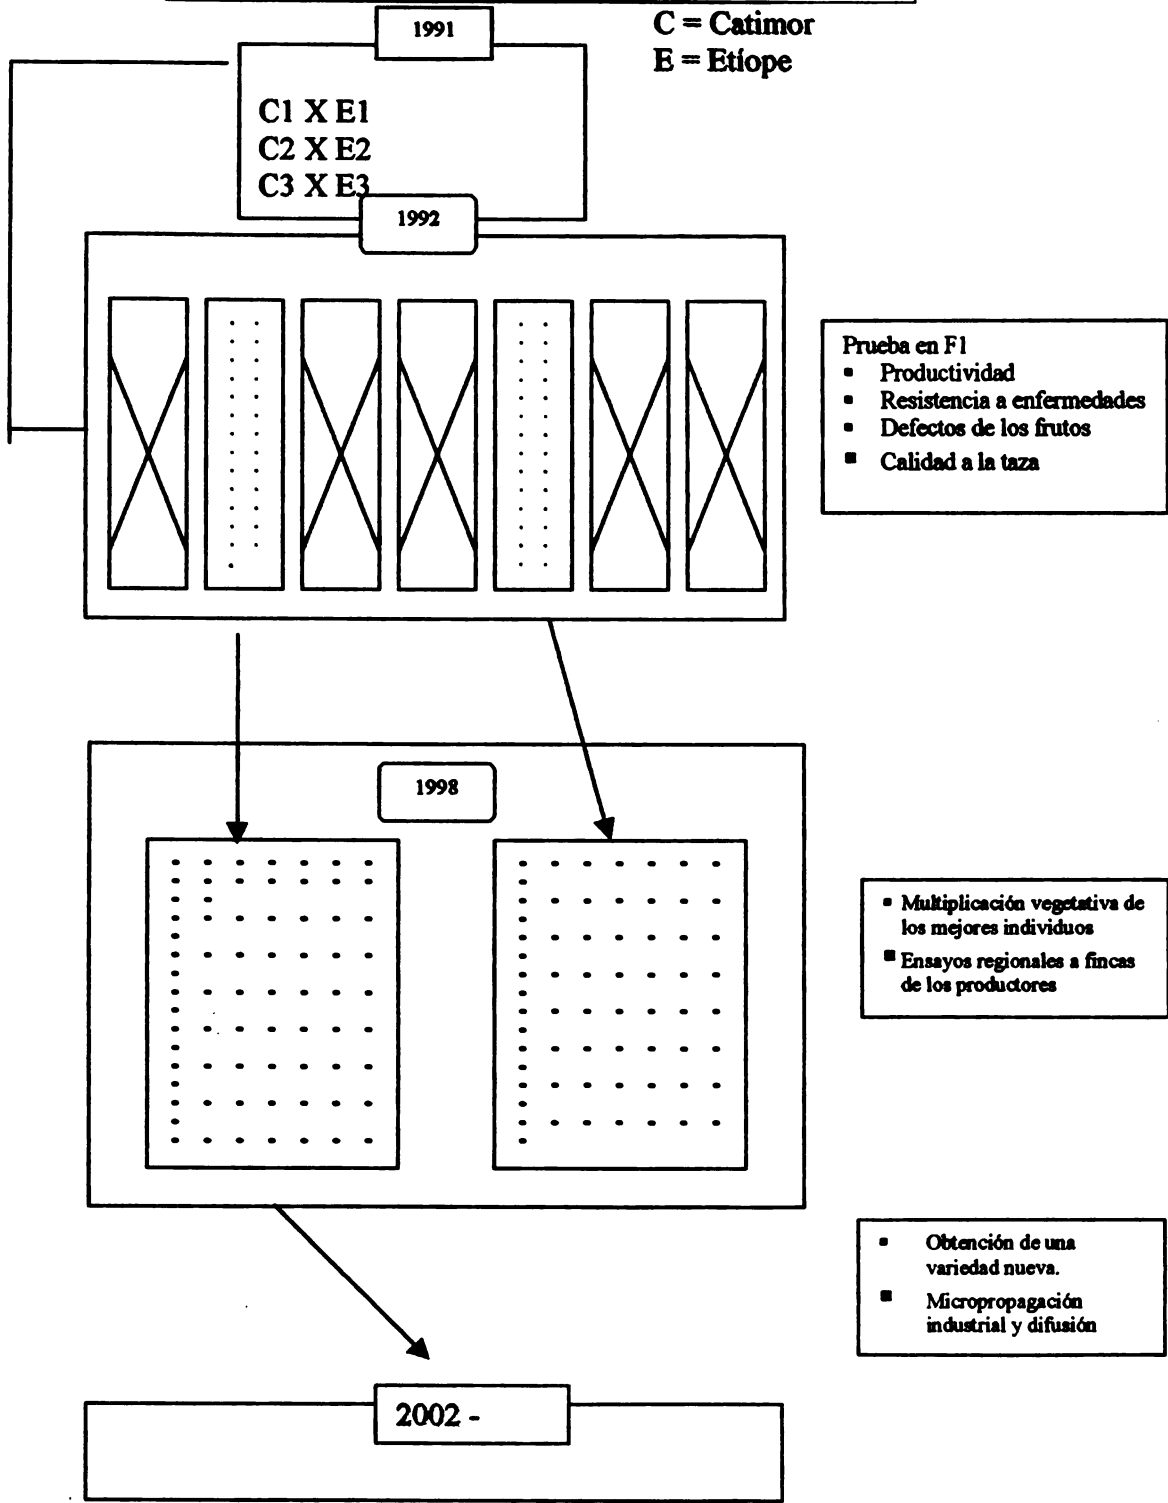 1991
C = Catimor
E = Etíope
C1 X E1
C2 X E2
C3 X E3
1992
Prueba en F1
▪ Productividad
▪ Resistencia a enfermedades
▪ Defectos de los frutos
▪ Calidad a la taza
1998
▪ Multiplicación vegetativa de
los mejores individuos
▪ Ensayos regionales a fincas
de los productores
▪ Obtención de una
variedad nueva.
▪ Micropropagación
industrial y difusión
2002 -